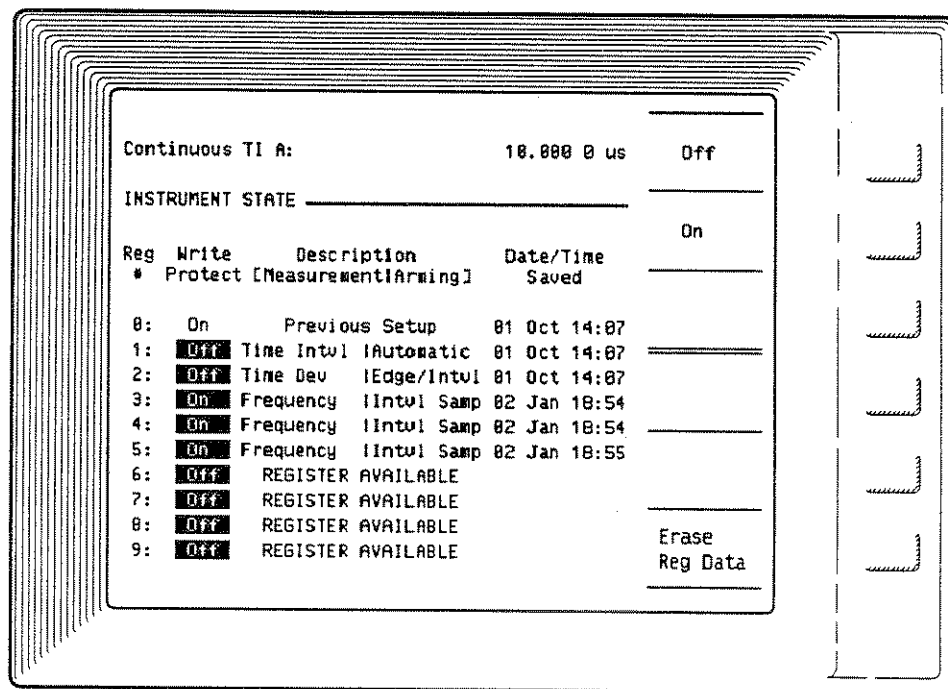 Continuous TI A: 10.000 0 us
Off
INSTRUMENT STATE
On
Reg Write Description Date/Time
# Protect [Measurement|Arming] Saved
0: On Previous Setup 01 Oct 14:07
1: Off Time Intvl |Automatic 01 Oct 14:07
2: Off Time Dev |Edge/Intvl 01 Oct 14:07
3: On Frequency |Intvl Samp 02 Jan 18:54
4: On Frequency |Intvl Samp 02 Jan 18:54
5: On Frequency |Intvl Samp 02 Jan 18:55
6: Off REGISTER AVAILABLE
7: Off REGISTER AVAILABLE
8: Off REGISTER AVAILABLE
9: Off REGISTER AVAILABLE
Erase
Reg Data